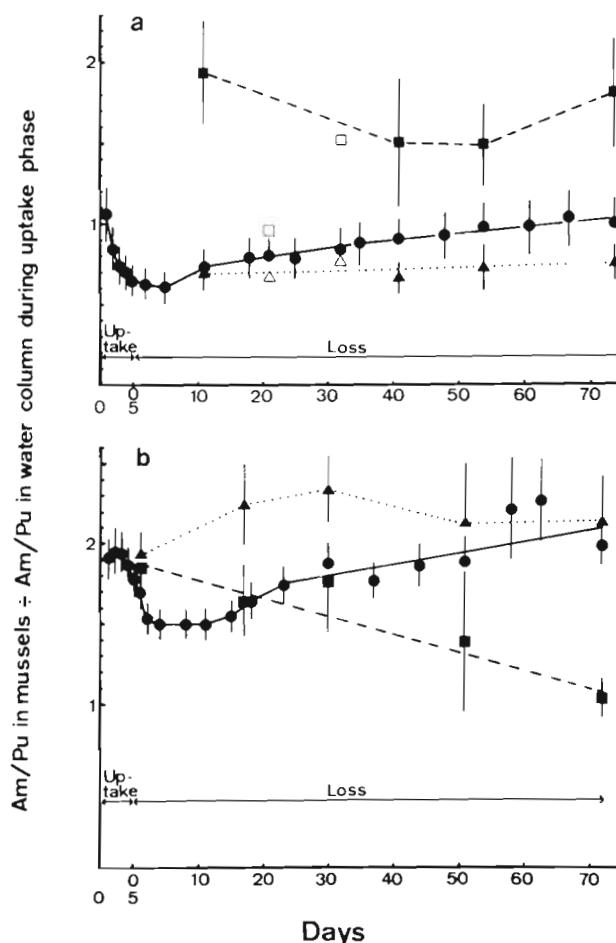 Am/Pu in mussels ÷ Am/Pu in water column during uptake phase
a
2
1
Up-
take
Loss
0 0 10 20 30 40 50 60 70
5
b
2
1
Up-
take
Loss
0 0 10 20 30 40 50 60 70
5
Days